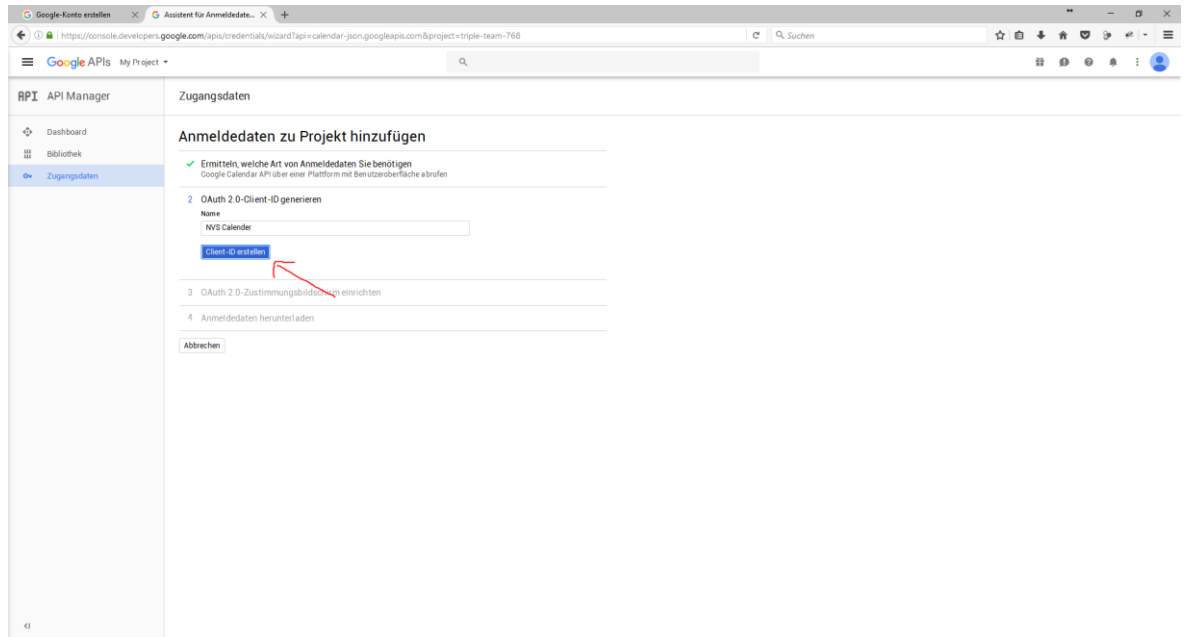 Google-Konto erstellen
Assistent für Anmeldedate...
https://console.developers.google.com/apis/credentials/wizard?api=calendar-json.googleapis.com&project=triple-team-768
Suchen
Google APIs My Project
API API Manager
Zugangsdaten
Dashboard
Bibliothek
Zugangsdaten
Anmeldedaten zu Projekt hinzufügen
Ermitteln, welche Art von Anmeldedaten Sie benötigen
Google Calendar API über einer Plattform mit Benutzeroberfläche abrufen
2 OAuth 2.0-Client-ID generieren
Name
NVS Calender
Client-ID erstellen
3 OAuth 2.0-Zustimmungsbildschirm einrichten
4 Anmeldedaten herunterladen
Abbrechen